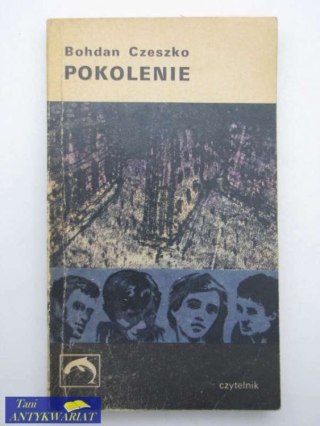 Bohdan Czeszko
POKOLENIE
czytelnik
Tani
ANTYKWARIAT